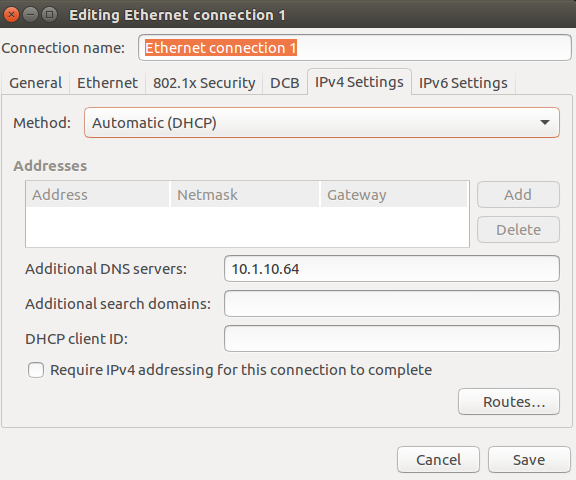 Editing Ethernet connection 1
Connection name: Ethernet connection 1
General Ethernet 802.1x Security DCB IPv4 Settings IPv6 Settings
Method: Automatic (DHCP)
Addresses
Address Netmask Gateway Add
Delete
Additional DNS servers: 10.1.10.64
Additional search domains:
DHCP client ID:
Require IPv4 addressing for this connection to complete
Routes…
Cancel Save